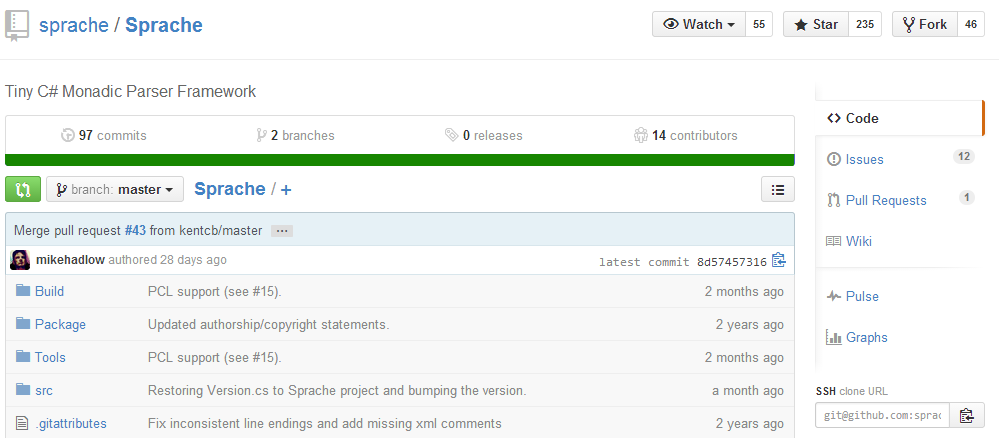 sprache / Sprache
Watch 55 Star 235 Fork 46
Tiny C# Monadic Parser Framework
97 commits 2 branches 0 releases 14 contributors
branch: master Sprache / +
Merge pull request #43 from kentcb/master ...
mikehadlow authored 28 days ago latest commit 8d57457316
Build PCL support (see #15). 2 months ago
Package Updated authorship/copyright statements. 2 years ago
Tools PCL support (see #15). 2 months ago
src Restoring Version.cs to Sprache project and bumping the version. a month ago
.gitattributes Fix inconsistent line endings and add missing xml comments 2 years ago
Code
Issues 12
Pull Requests 1
Wiki
Pulse
Graphs
SSH clone URL
git@github.com:sprac